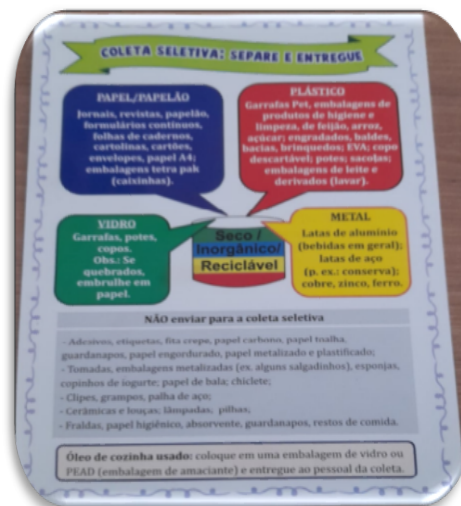 COLETA SELETIVA: SEPARE E ENTREGUE
PAPEL/PAPELÃO
Jornais, revistas, papelão,
formulários contínuos,
folhas de cadernos,
cartolinas, cartões,
envelopes, papel A4;
embalagens tetra pak
(caixinhas).
PLÁSTICO
Garrafas Pet, embalagens de
produtos de higiene e
limpeza, de feijão, arroz,
açúcar; engradados, baldes,
bacias, brinquedos; EVA; copo
descartável; potes; sacolas;
embalagens de leite e
derivados (lavar).
VIDRO
Garrafas, potes,
copos.
Obs.: Se
quebrados,
embrulhe em
papel.
Seco /
Inorgânico/
Reciclável
METAL
Latas de alumínio
(bebidas em geral);
latas de aço
(p. ex.: conserva);
cobre, zinco, ferro.
NÃO enviar para a coleta seletiva
- Adesivos, etiquetas, fita crepe, papel carbono, papel toalha,
guardanapos, papel engordurado, papel metalizado e plastificado;
- Tomadas, embalagens metalizadas (ex. alguns salgadinhos), esponjas,
copinhos de iogurte; papel de bala; chiclete;
- Clipes, grampos, palha de aço;
- Cerâmicas e louças; lâmpadas, pilhas,
- Fraldas, papel higiênico, absorvente, guardanapos, restos de comida.
Óleo de cozinha usado: coloque em uma embalagem de vidro ou
PEAD (embalagem de amaciante) e entregue ao pessoal da coleta.